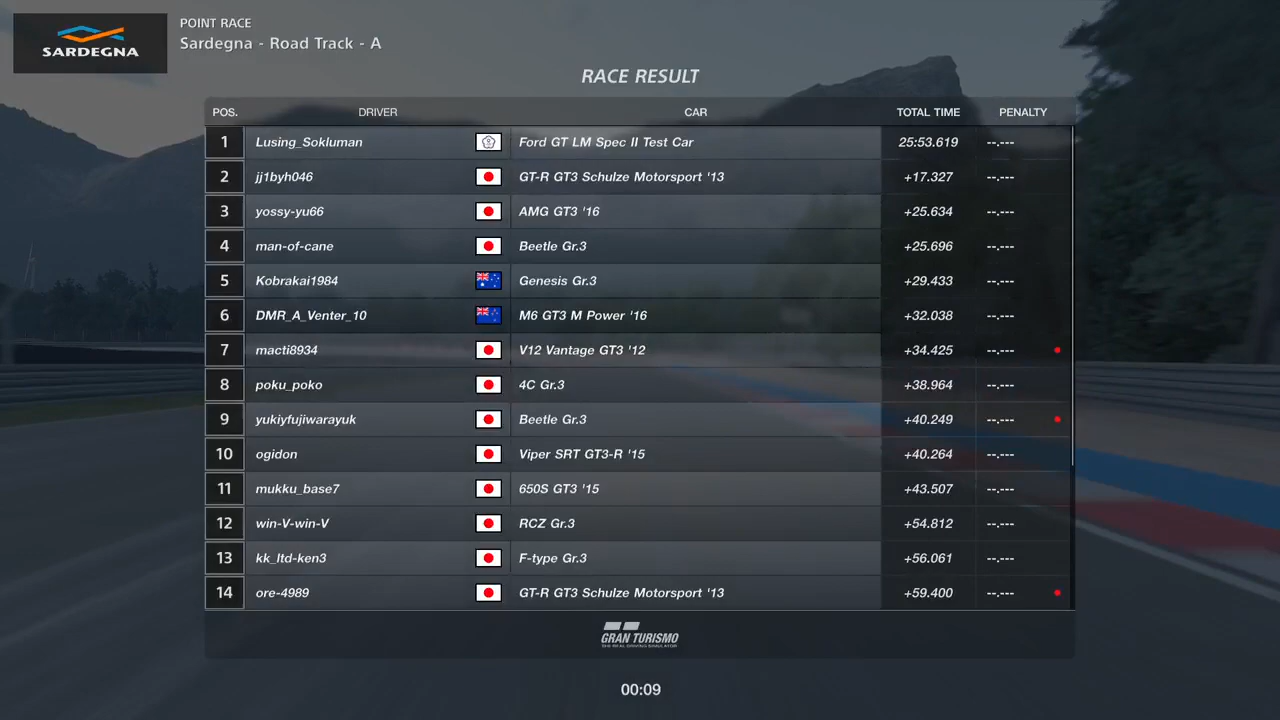 SARDEGNA
POINT RACE
Sardegna - Road Track - A
RACE RESULT
POS. DRIVER CAR TOTAL TIME PENALTY
1 Lusing_Sokluman Ford GT LM Spec II Test Car 25:53.619 --.---
2 jj1byh046 GT-R GT3 Schulze Motorsport '13 +17.327 --.---
3 yossy-yu66 AMG GT3 '16 +25.634 --.---
4 man-of-cane Beetle Gr.3 +25.696 --.---
5 Kobrakai1984 Genesis Gr.3 +29.433 --.---
6 DMR_A_Venter_10 M6 GT3 M Power '16 +32.038 --.---
7 macti8934 V12 Vantage GT3 '12 +34.425 --.---
8 poku_poko 4C Gr.3 +38.964 --.---
9 yukiyfujiwarayuk Beetle Gr.3 +40.249 --.---
10 ogidon Viper SRT GT3-R '15 +40.264 --.---
11 mukku_base7 650S GT3 '15 +43.507 --.---
12 win-V-win-V RCZ Gr.3 +54.812 --.---
13 kk_ltd-ken3 F-type Gr.3 +56.061 --.---
14 ore-4989 GT-R GT3 Schulze Motorsport '13 +59.400 --.---
GRAN TURISMO
THE REAL DRIVING SIMULATOR
00:09